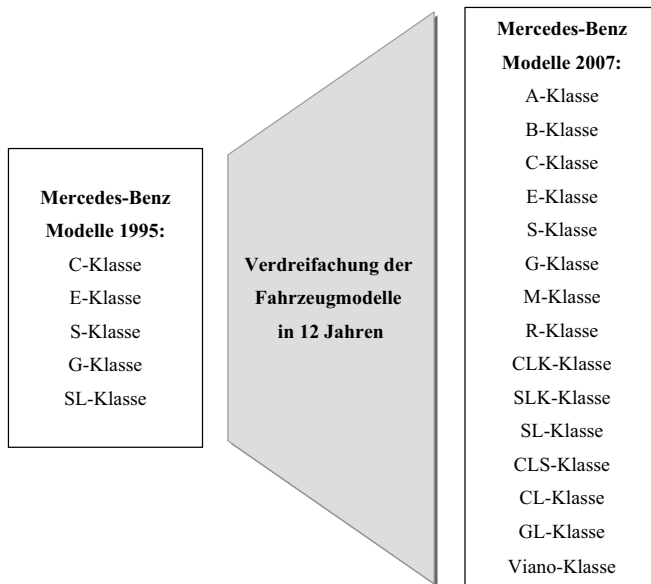 Mercedes-Benz
Modelle 1995:
C-Klasse
E-Klasse
S-Klasse
G-Klasse
SL-Klasse
Verdreifachung der
Fahrzeugmodelle
in 12 Jahren
Mercedes-Benz
Modelle 2007:
A-Klasse
B-Klasse
C-Klasse
E-Klasse
S-Klasse
G-Klasse
M-Klasse
R-Klasse
CLK-Klasse
SLK-Klasse
SL-Klasse
CLS-Klasse
CL-Klasse
GL-Klasse
Viano-Klasse